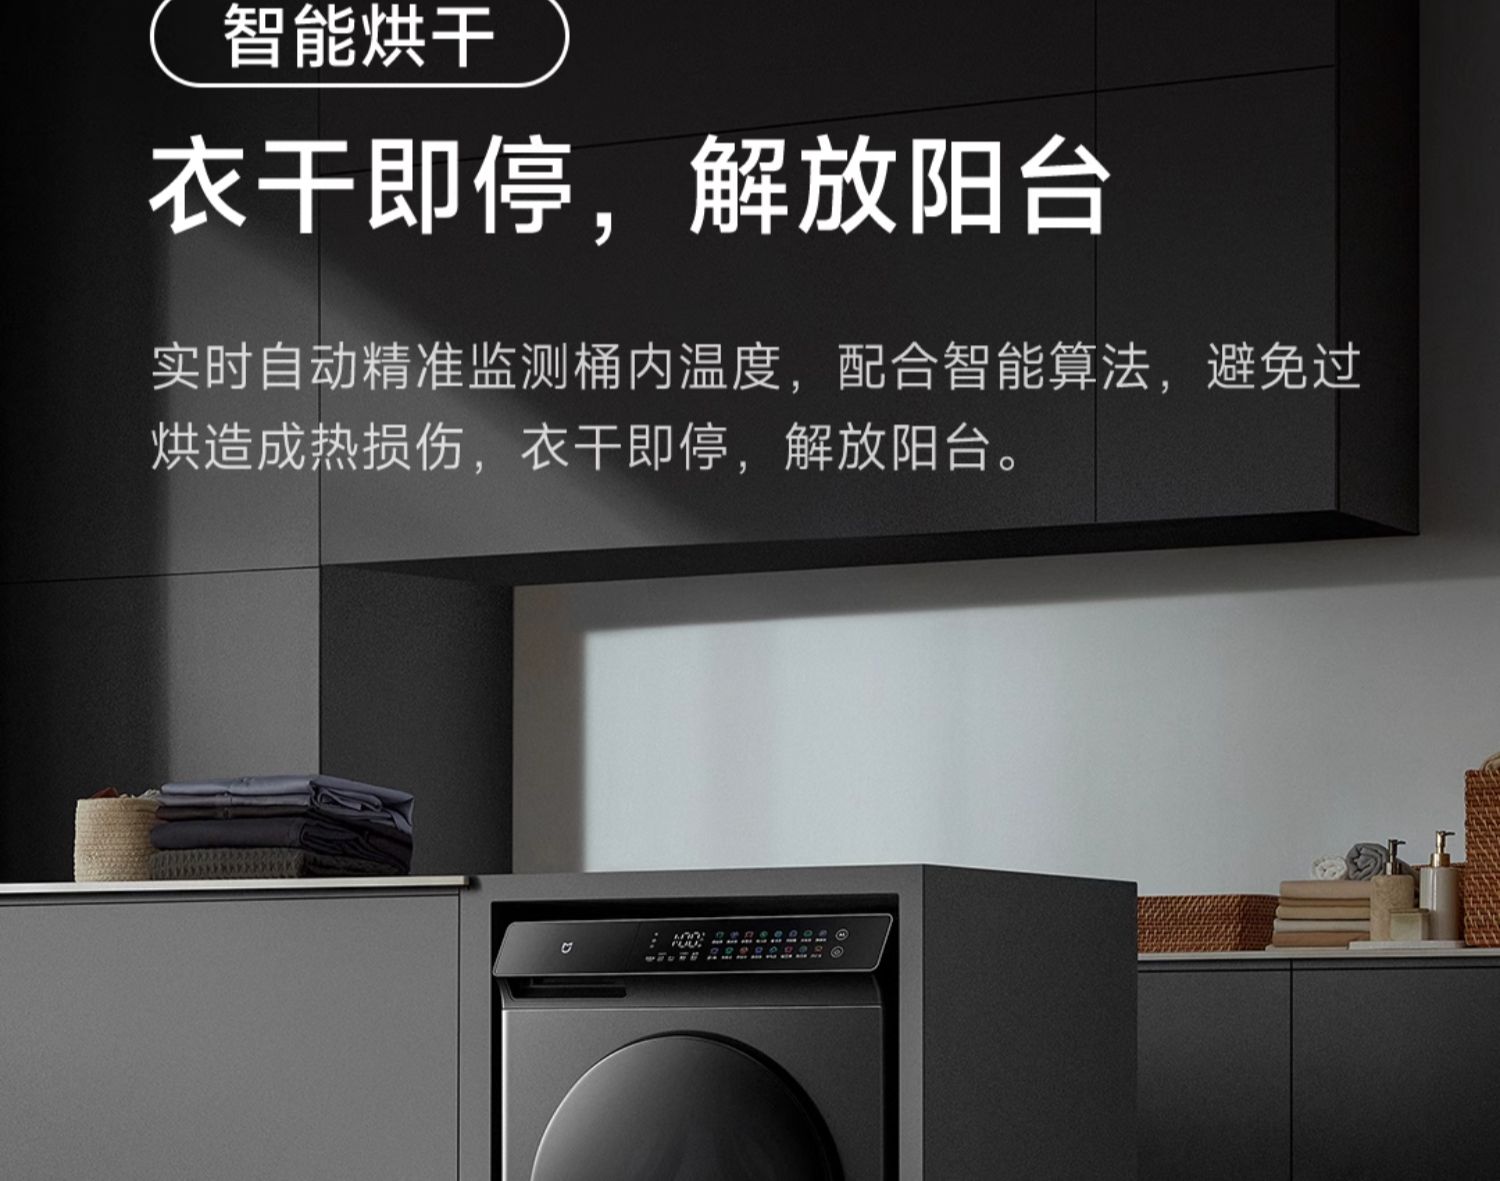 智能烘干
衣干即停，解放阳台
实时自动精准监测桶内温度，配合智能算法，避免过
烘造成热损伤，衣干即停，解放阳台。